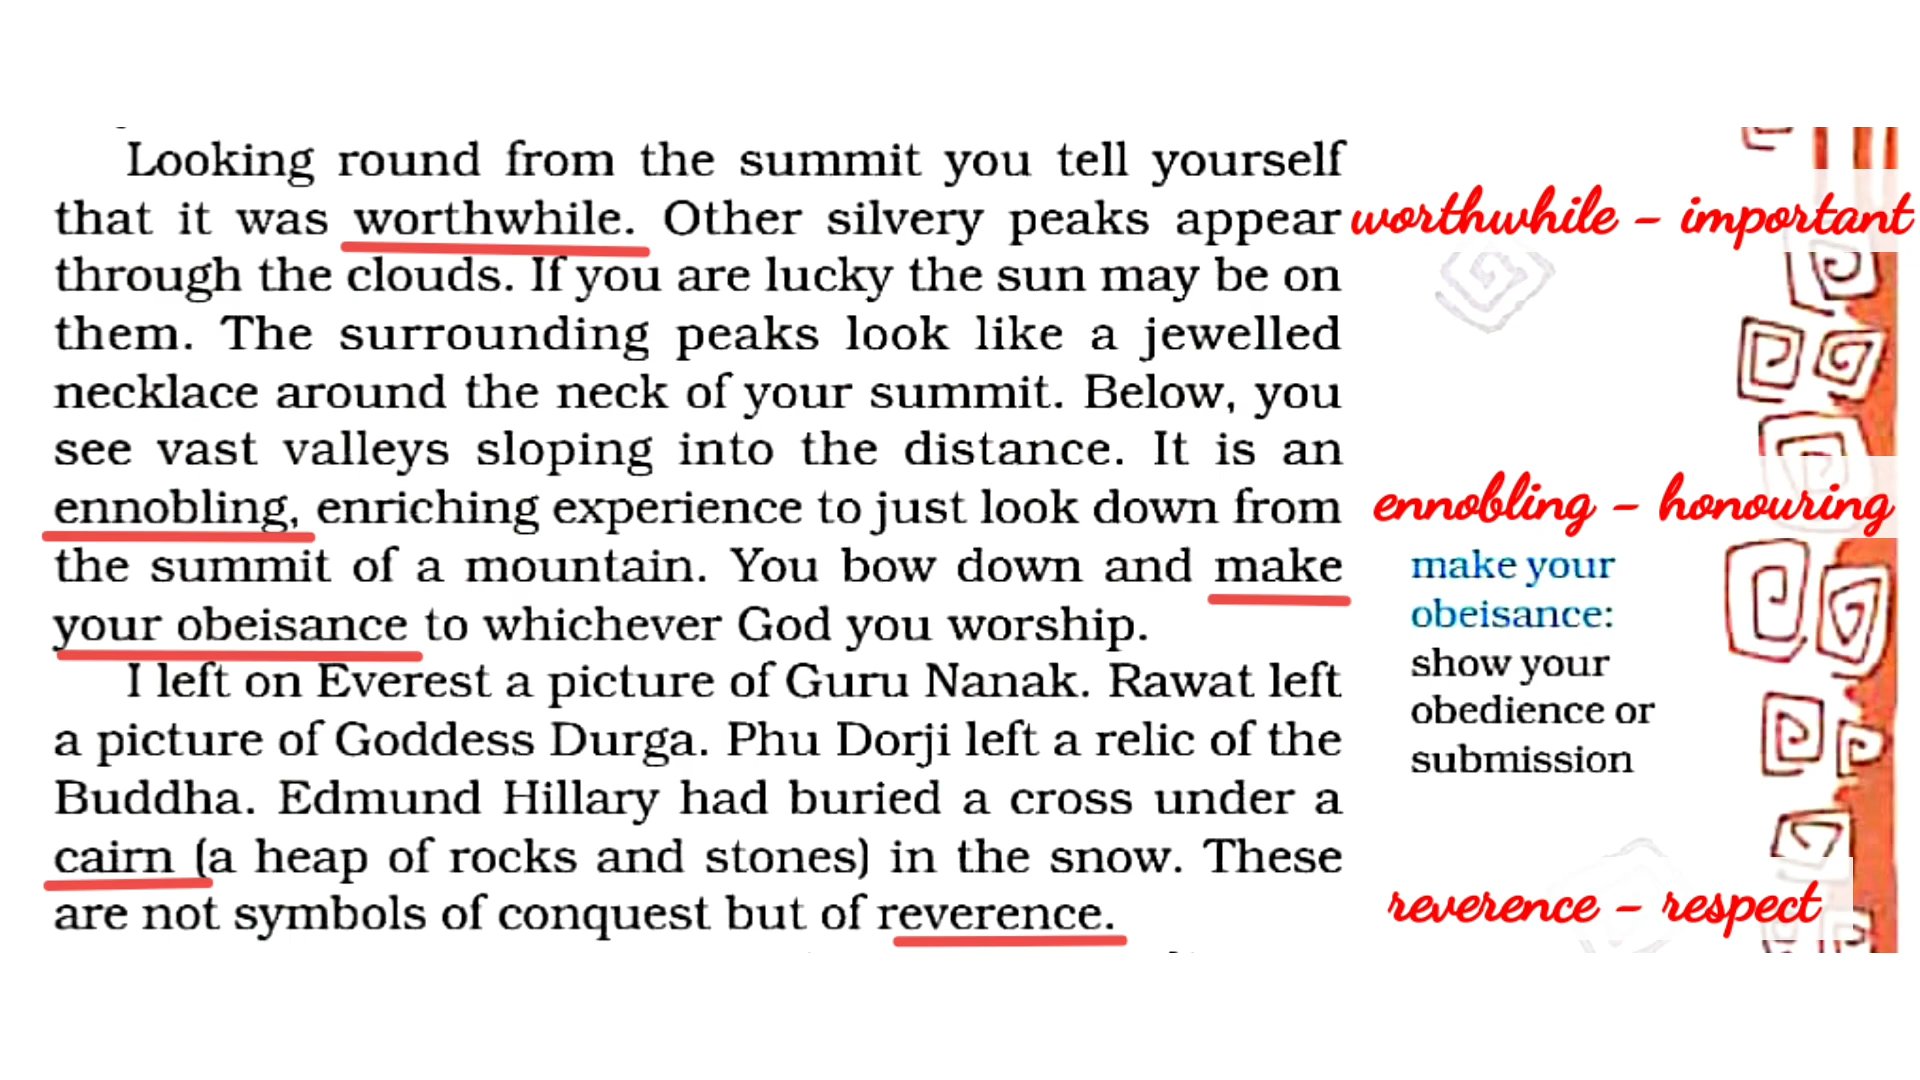 Looking round from the summit you tell yourself
that it was worthwhile. Other silvery peaks appear
through the clouds. If you are lucky the sun may be on
them. The surrounding peaks look like a jewelled
necklace around the neck of your summit. Below, you
see vast valleys sloping into the distance. It is an
ennobling, enriching experience to just look down from
the summit of a mountain. You bow down and make
your obeisance to whichever God you worship.
I left on Everest a picture of Guru Nanak. Rawat left
a picture of Goddess Durga. Phu Dorji left a relic of the
Buddha. Edmund Hillary had buried a cross under a
cairn (a heap of rocks and stones) in the snow. These
are not symbols of conquest but of reverence.
worthwhile - important
ennobling - honouring
make your
obeisance:
show your
obedience or
submission
reverence - respect